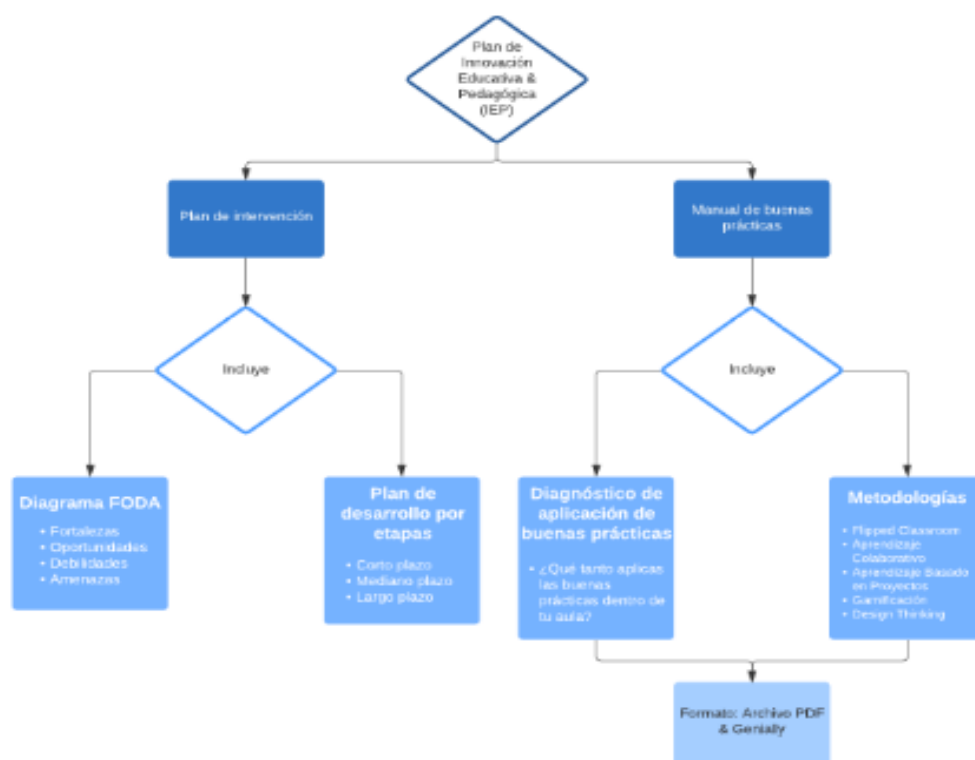 Plan de
Innovación
Educativa &
Pedagógica
(IEP)
Plan de intervención
Manual de buenas
prácticas
Incluye
Incluye
Diagrama FODA
• Fortalezas
• Oportunidades
• Debilidades
• Amenazas
Plan de
desarrollo por
etapas
• Corto plazo
• Mediano plazo
• Largo plazo
Diagnóstico de
aplicación de
buenas prácticas
• ¿Qué tanto aplicas
las buenas
prácticas dentro de
tu aula?
Metodologías
• Flipped Classroom
• Aprendizaje
Colaborativo
• Aprendizaje Basado
en Proyectos
• Gamificación
• Design Thinking
Formato: Archivo PDF
& Genially